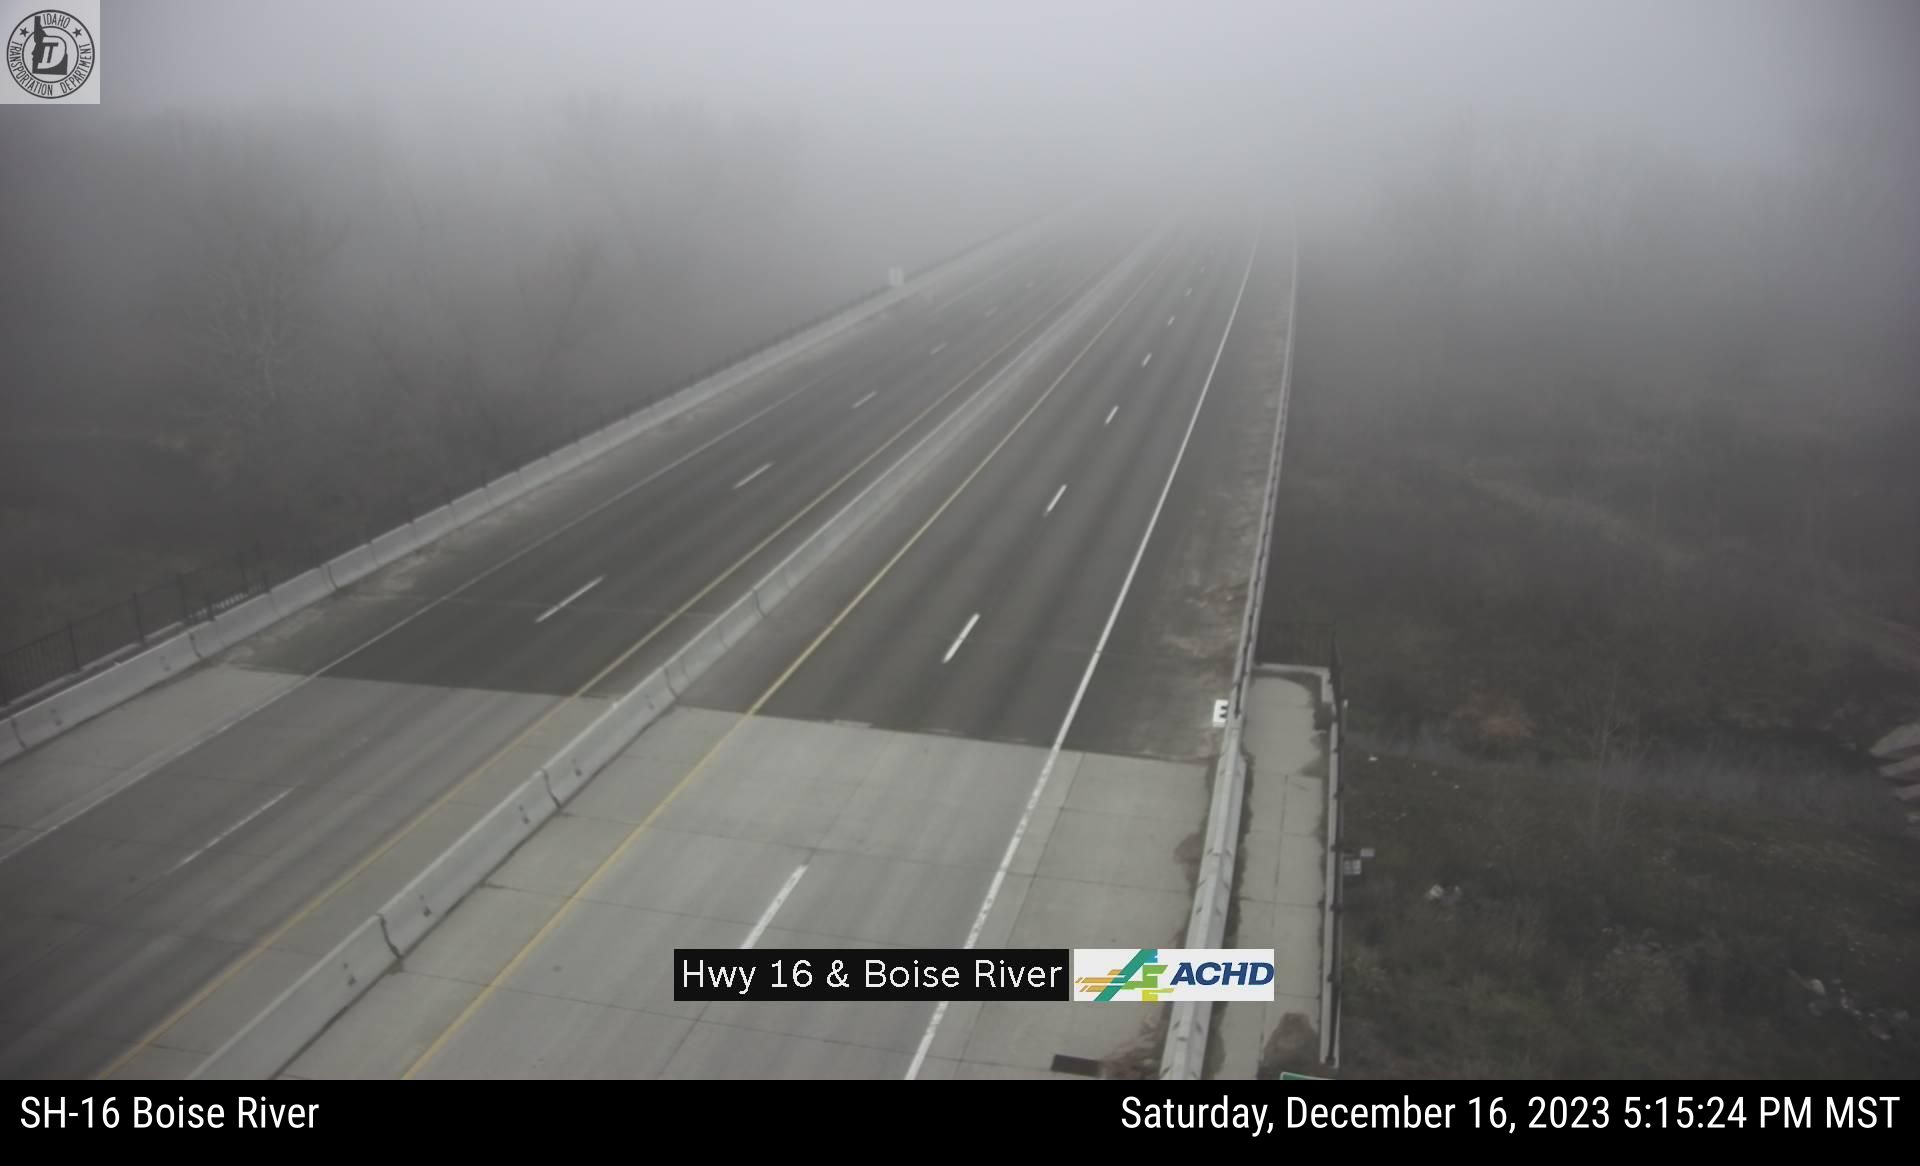 IDAHO
TRANSPORTATION DEPARTMENT
E
Hwy 16 & Boise River
ACHD
SH-16 Boise River
Saturday, December 16, 2023 5:15:24 PM MST